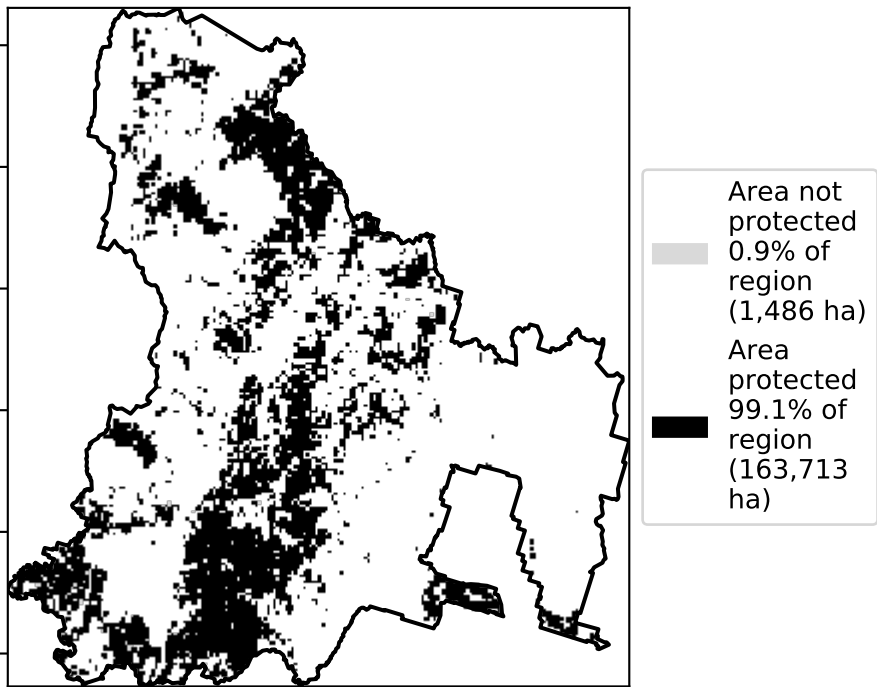 Area not
protected
0.9% of
region
(1,486 ha)
Area
protected
99.1% of
region
(163,713
ha)